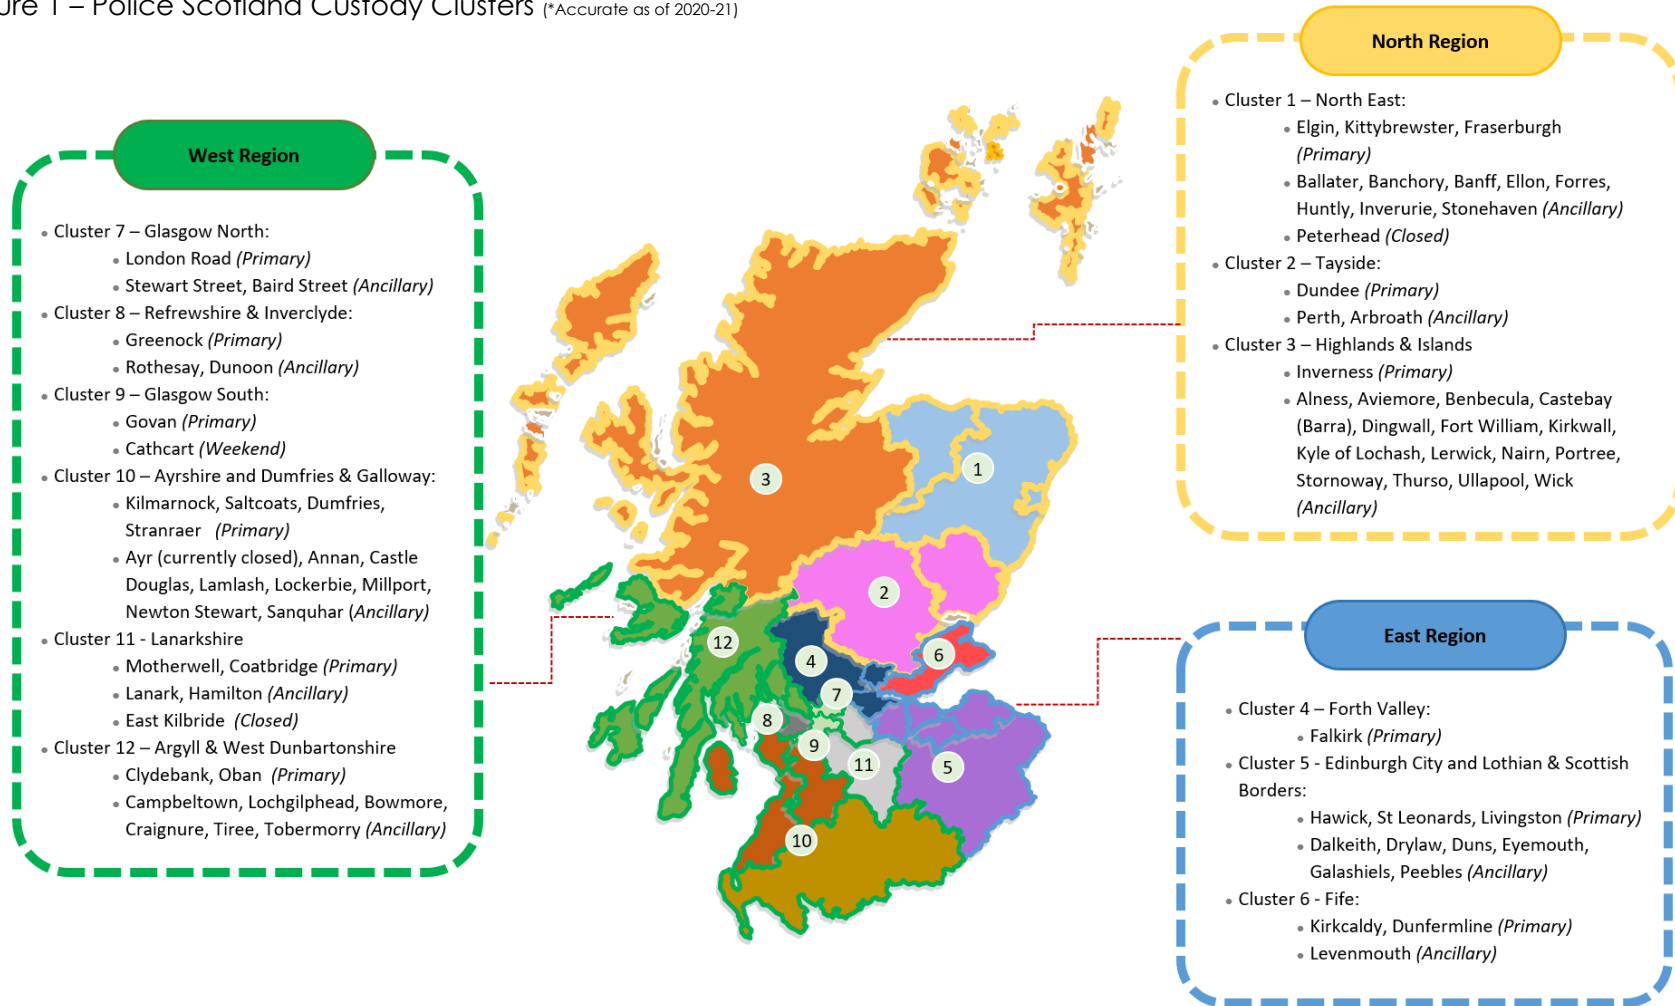 ure 1 – Police Scotland Custody Clusters (*Accurate as of 2020-21)
West Region
• Cluster 7 – Glasgow North:
• London Road (Primary)
• Stewart Street, Baird Street (Ancillary)
• Cluster 8 – Refrewshire & Inverclyde:
• Greenock (Primary)
• Rothesay, Dunoon (Ancillary)
• Cluster 9 – Glasgow South:
• Govan (Primary)
• Cathcart (Weekend)
• Cluster 10 – Ayrshire and Dumfries & Galloway:
• Kilmarnock, Saltcoats, Dumfries,
Stranraer (Primary)
• Ayr (currently closed), Annan, Castle
Douglas, Lamlash, Lockerbie, Millport,
Newton Stewart, Sanquhar (Ancillary)
• Cluster 11 - Lanarkshire
• Motherwell, Coatbridge (Primary)
• Lanark, Hamilton (Ancillary)
• East Kilbride (Closed)
• Cluster 12 – Argyll & West Dunbartonshire
• Clydebank, Oban (Primary)
• Campbeltown, Lochgilphead, Bowmore,
Craignure, Tiree, Tobermorry (Ancillary)
1
3
2
12
6
4
7
8
9
11
5
10
North Region
• Cluster 1 – North East:
• Elgin, Kittybrewster, Fraserburgh
(Primary)
• Ballater, Banchory, Banff, Ellon, Forres,
Huntly, Inverurie, Stonehaven (Ancillary)
• Peterhead (Closed)
• Cluster 2 – Tayside:
• Dundee (Primary)
• Perth, Arbroath (Ancillary)
• Cluster 3 – Highlands & Islands
• Inverness (Primary)
• Alness, Aviemore, Benbecula, Castebay
(Barra), Dingwall, Fort William, Kirkwall,
Kyle of Lochash, Lerwick, Nairn, Portree,
Stornoway, Thurso, Ullapool, Wick
(Ancillary)
East Region
• Cluster 4 – Forth Valley:
• Falkirk (Primary)
• Cluster 5 - Edinburgh City and Lothian & Scottish
Borders:
• Hawick, St Leonards, Livingston (Primary)
• Dalkeith, Drylaw, Duns, Eyemouth,
Galashiels, Peebles (Ancillary)
• Cluster 6 - Fife:
• Kirkcaldy, Dunfermline (Primary)
• Levenmouth (Ancillary)